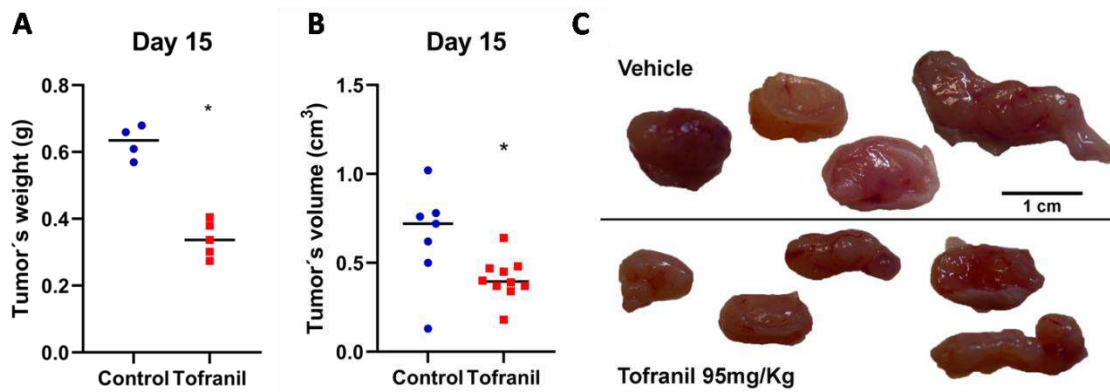 A
Day 15
Tumor´s weight (g)
0.8
0.6
0.4
0.2
0.0
*
Control Tofranil
B
Day 15
Tumor´s volume (cm³)
1.5
1.0
0.5
0.0
*
Control Tofranil
C
Vehicle
1 cm
Tofranil 95mg/Kg